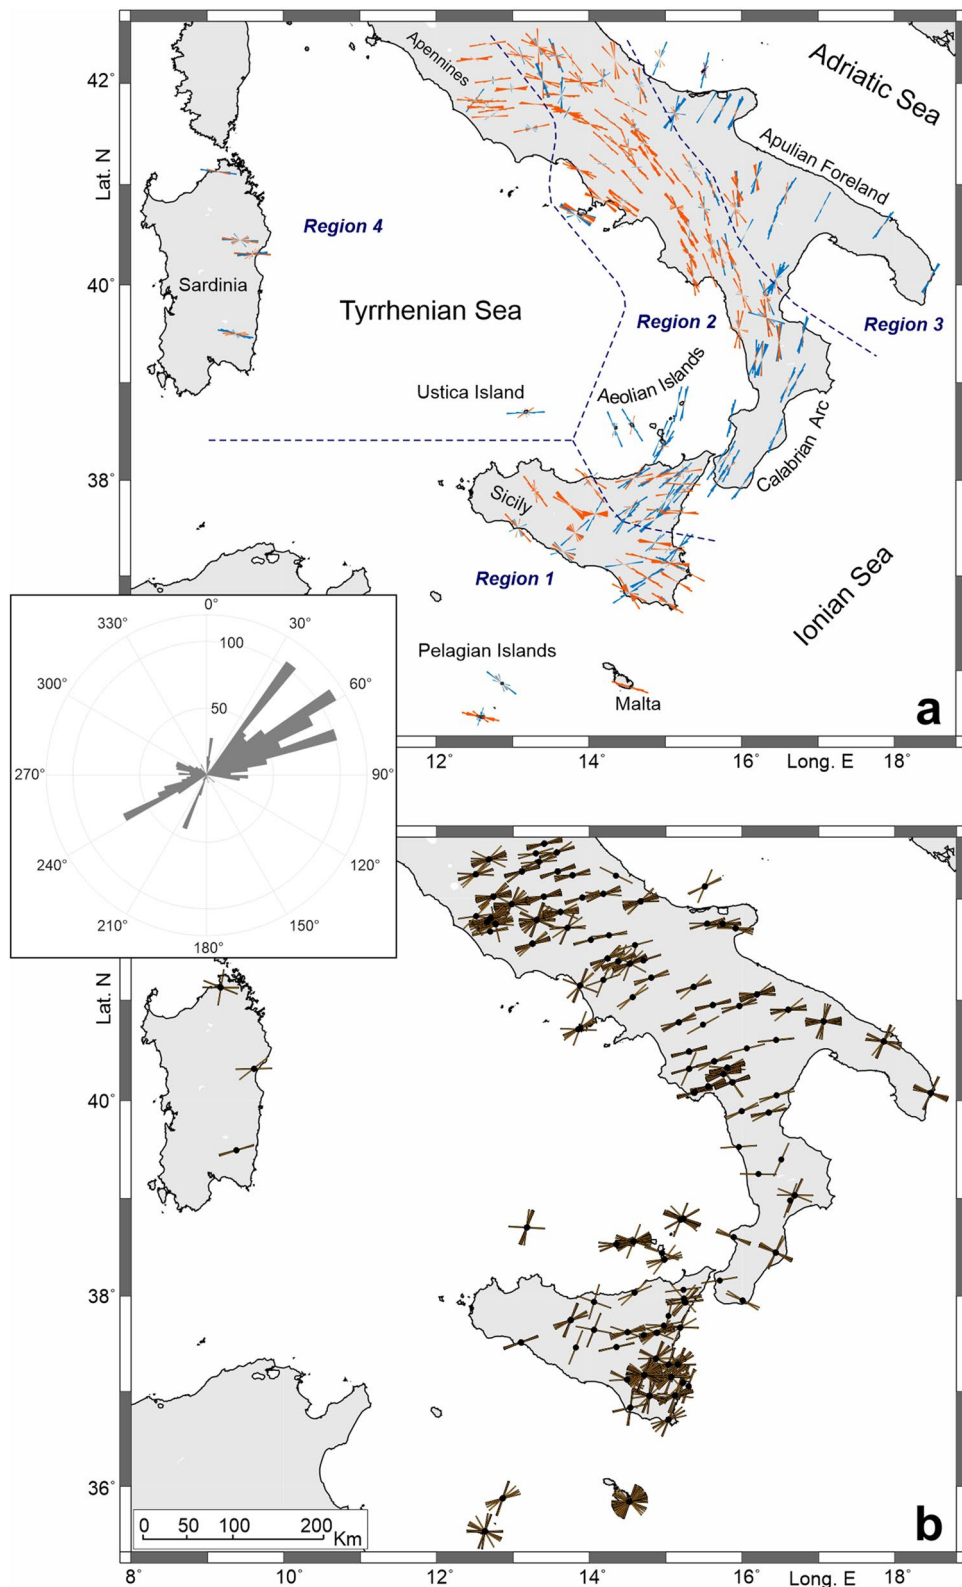 Adriatic Sea
Apennines
42°
Apulian Foreland
Lat. N
Region 4
40°
Sardinia
Tyrrhenian Sea
Region 2
Region 3
Ustica Island
Aeolian Islands
Calabrian Arc
38°
Sicily
Region 1
Ionian Sea
Pelagian Islands
Malta
a
12°
14°
16°
Long. E
18°
0°
330°
30°
100
300°
60°
50
270°
90°
240°
120°
210°
150°
180°
Lat. N
40°
38°
36°
0 50 100 200 Km
b
8°
10°
12°
14°
16°
Long. E
18°